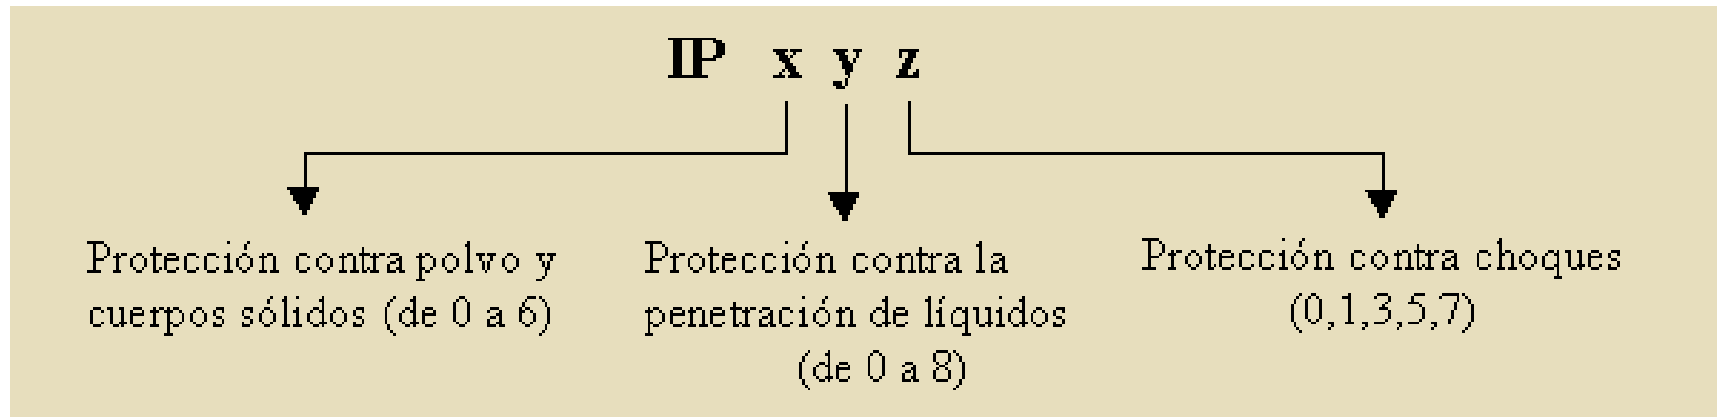 IP x y z
Protección contra polvo y
cuerpos sólidos (de 0 a 6)
Protección contra la
penetración de líquidos
(de 0 a 8)
Protección contra choques
(0,1,3,5,7)